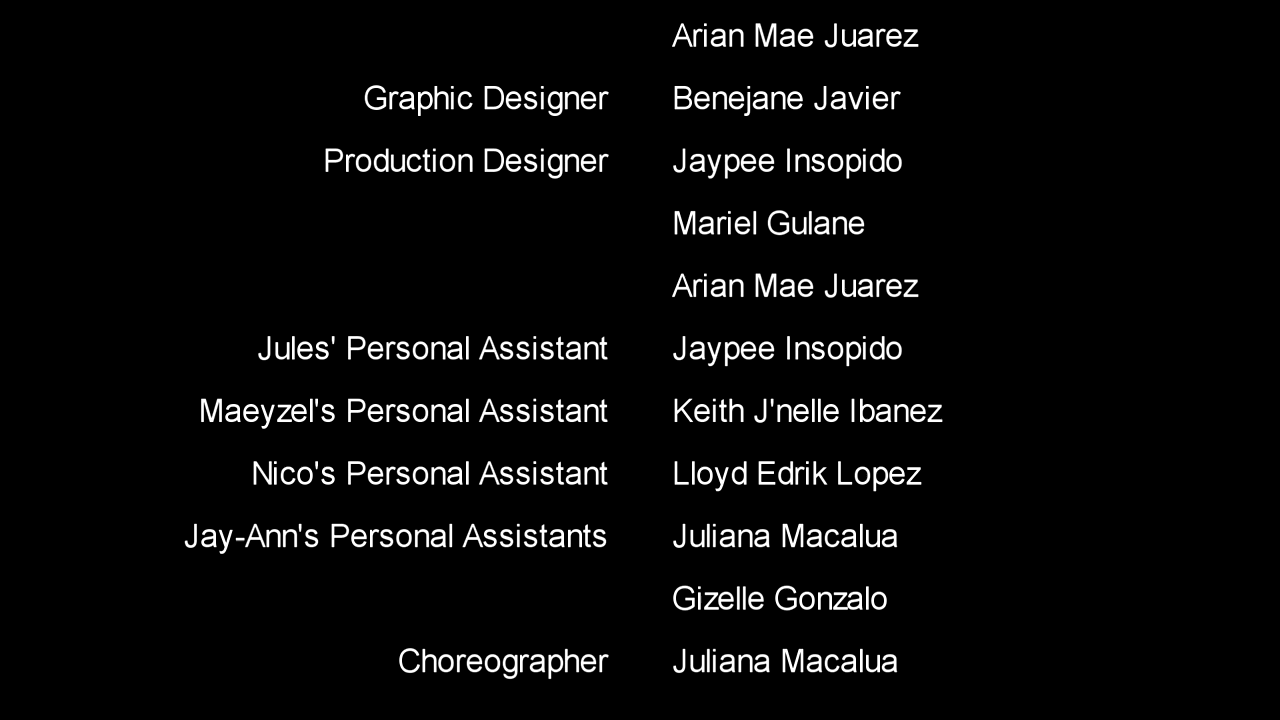 Arian Mae Juarez
Graphic Designer Benejane Javier
Production Designer Jaypee Insopido
Mariel Gulane
Arian Mae Juarez
Jules' Personal Assistant Jaypee Insopido
Maeyzel's Personal Assistant Keith J'nelle Ibanez
Nico's Personal Assistant Lloyd Edrik Lopez
Jay-Ann's Personal Assistants Juliana Macalua
Gizelle Gonzalo
Choreographer Juliana Macalua